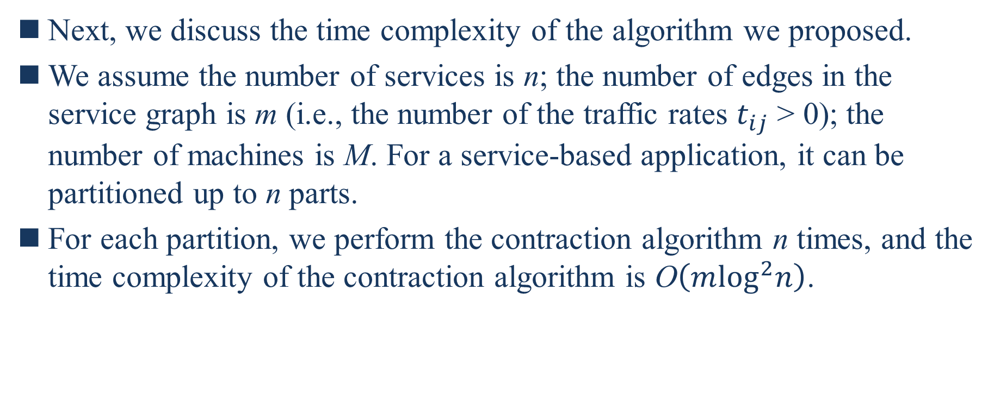 ■ Next, we discuss the time complexity of the algorithm we proposed.
■ We assume the number of services is n; the number of edges in the
service graph is m (i.e., the number of the traffic rates t_{ij} > 0); the
number of machines is M. For a service-based application, it can be
partitioned up to n parts.
■ For each partition, we perform the contraction algorithm n times, and the
time complexity of the contraction algorithm is O(mlog²n).